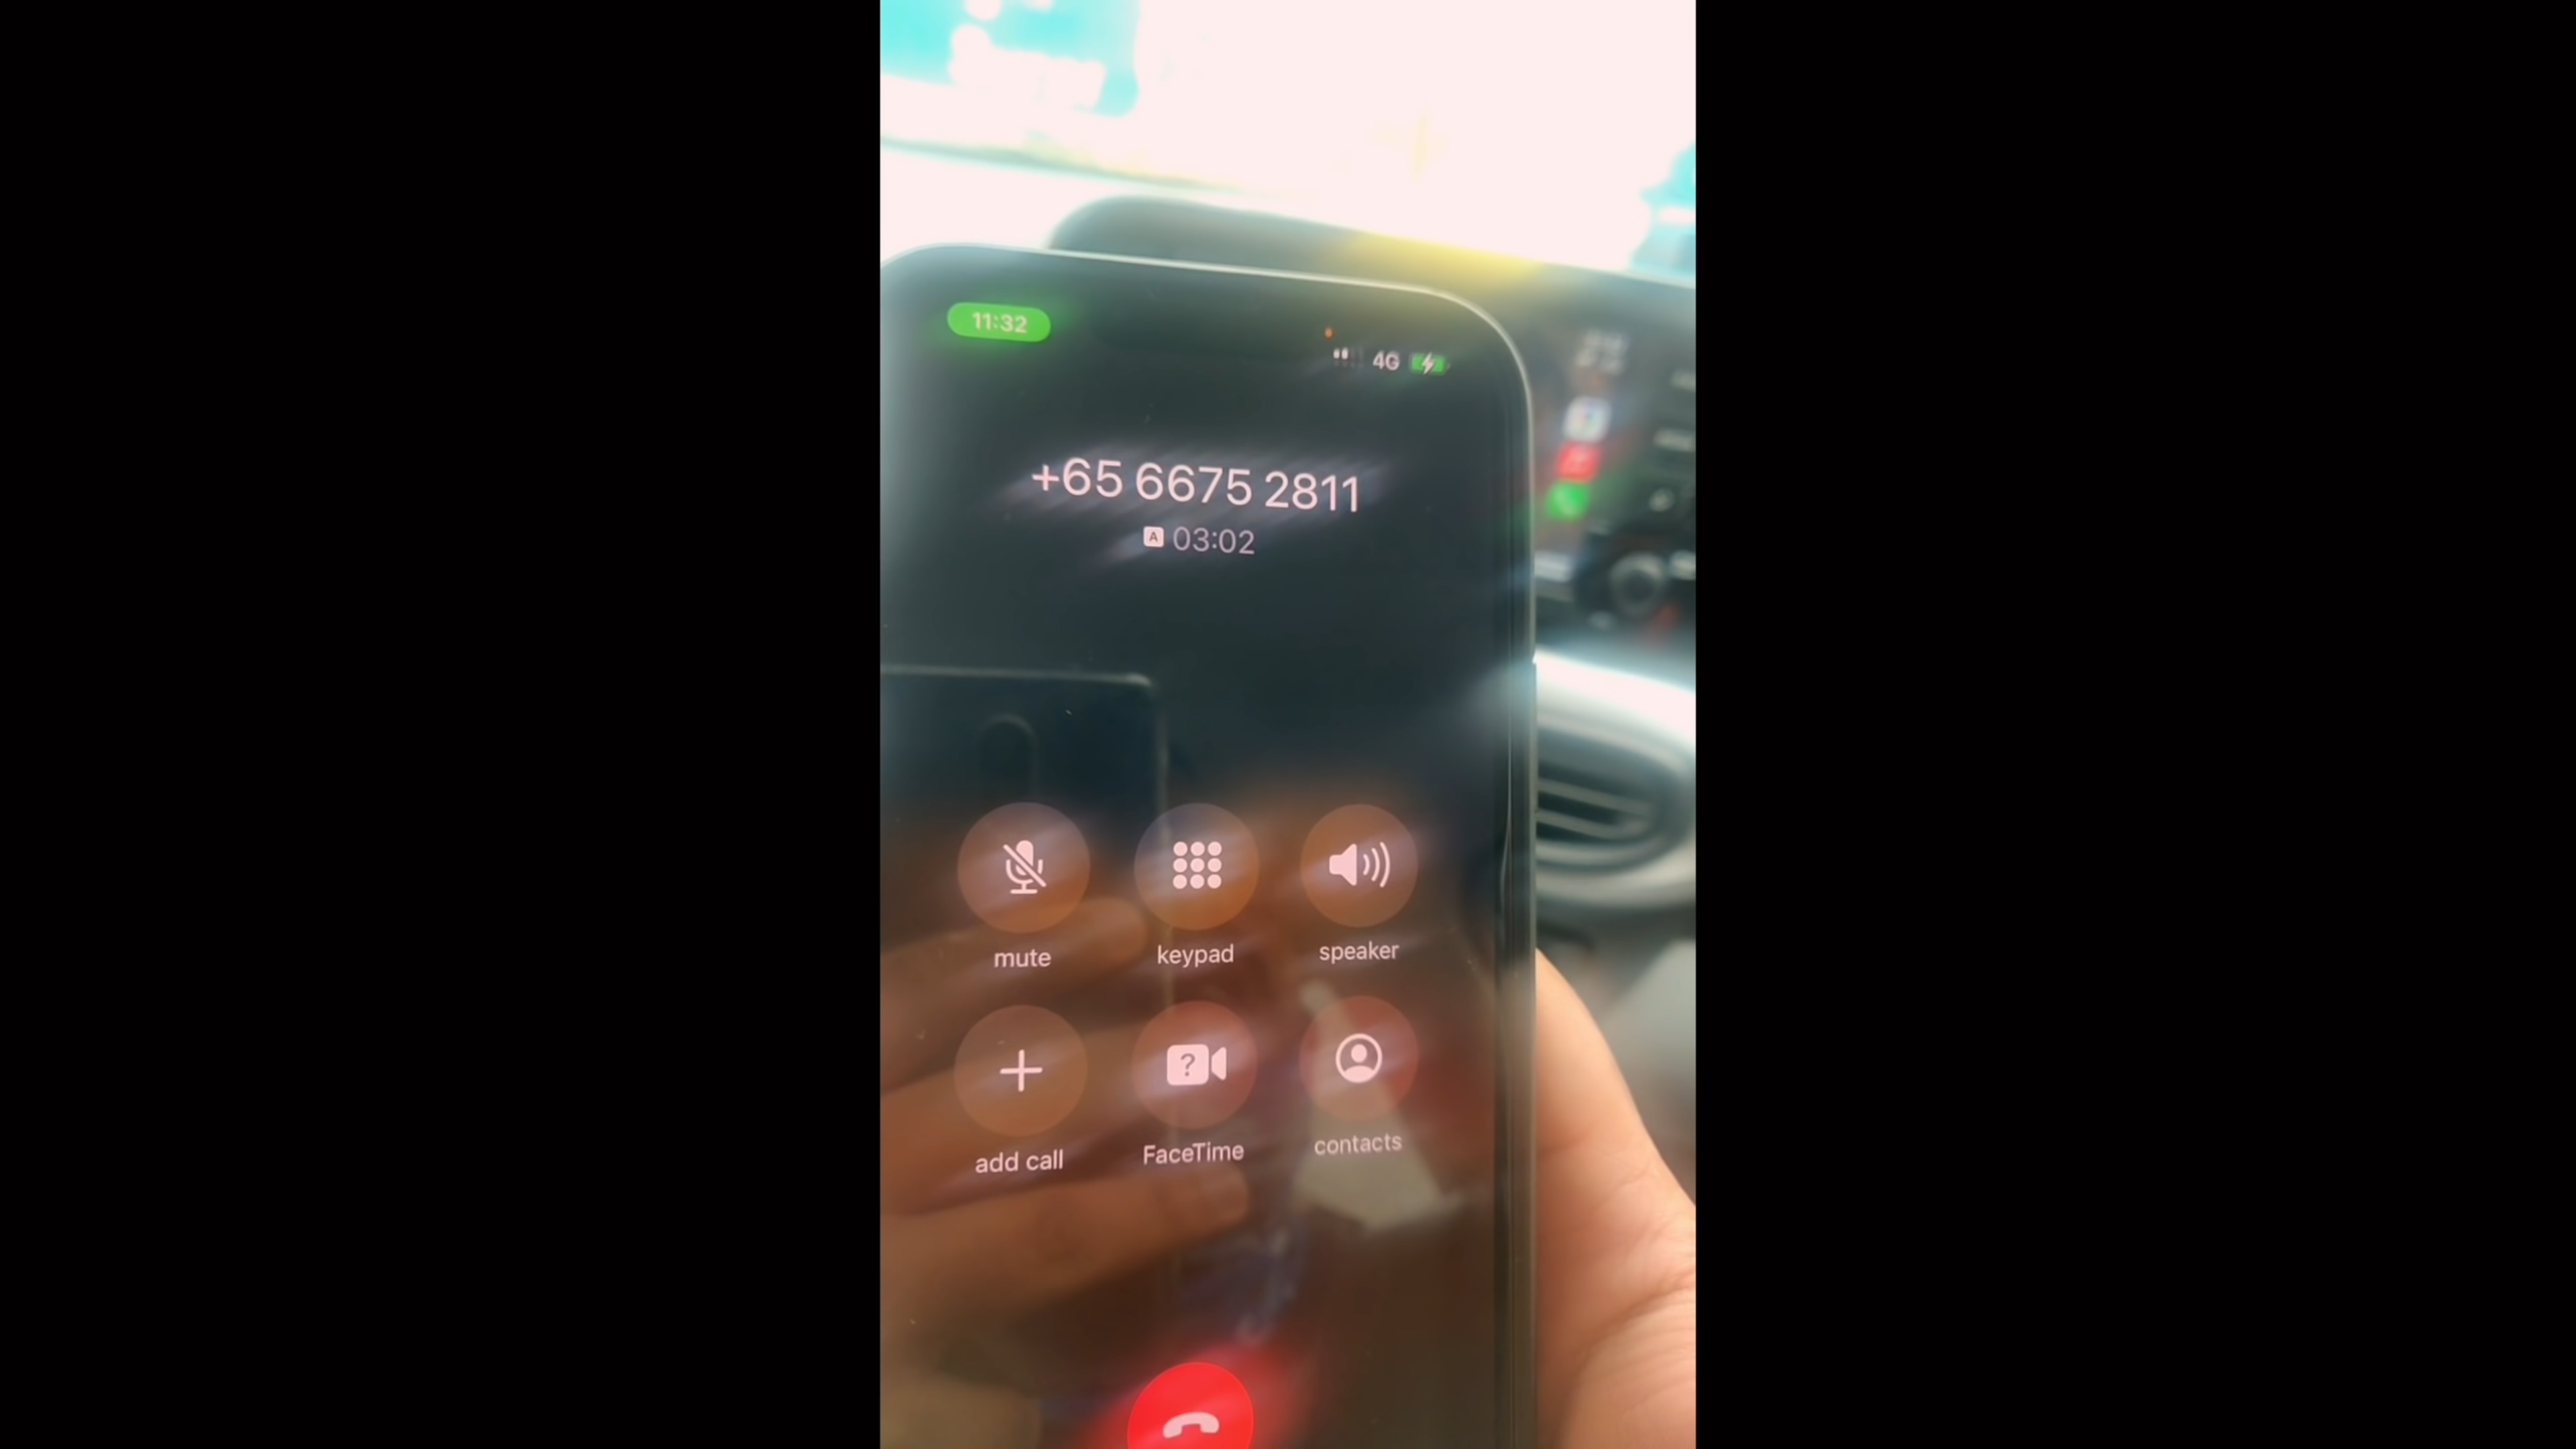 11:32
4G
+65 6675 2811
A 03:02
mute keypad speaker
add call FaceTime contacts